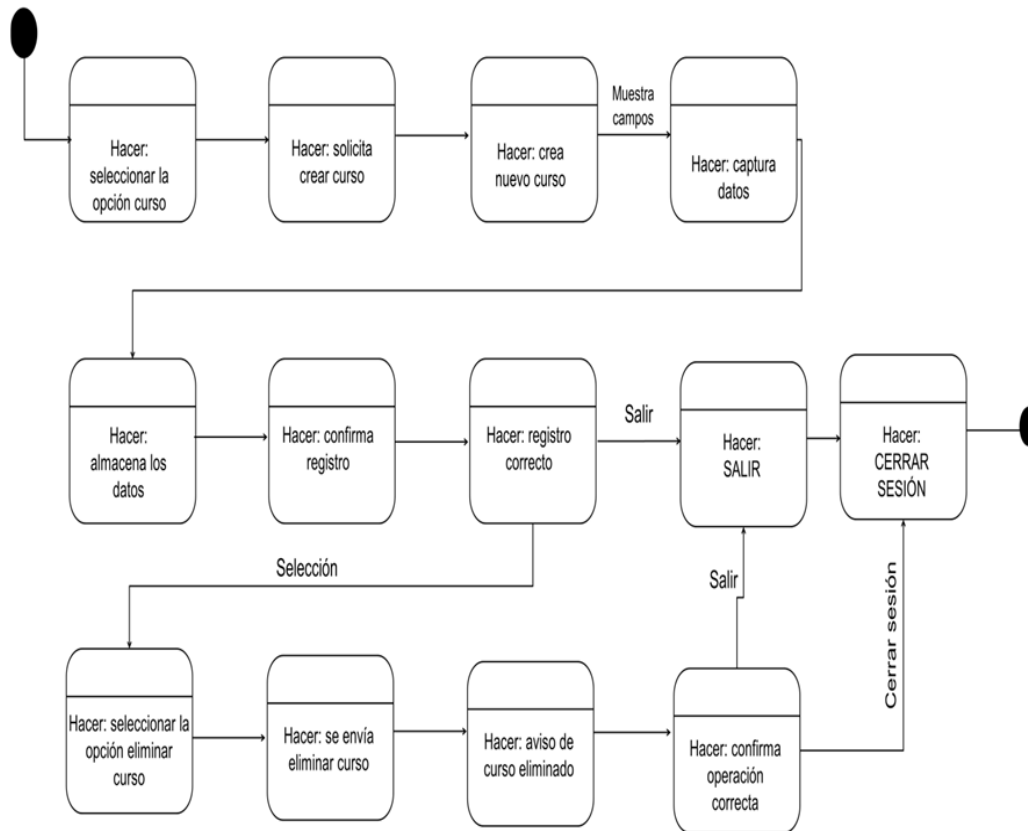 Hacer:
seleccionar la
opción curso
Hacer: solicita
crear curso
Hacer: crea
nuevo curso
Muestra
campos
Hacer: captura
datos
Hacer:
almacena los
datos
Hacer: confirma
registro
Hacer: registro
correcto
Salir
Hacer:
SALIR
Hacer:
CERRAR
SESIÓN
Selección
Salir
Cerrar sesión
Hacer: seleccionar la
opción eliminar
curso
Hacer: se envía
eliminar curso
Hacer: aviso de
curso eliminado
Hacer: confirma
operación
correcta